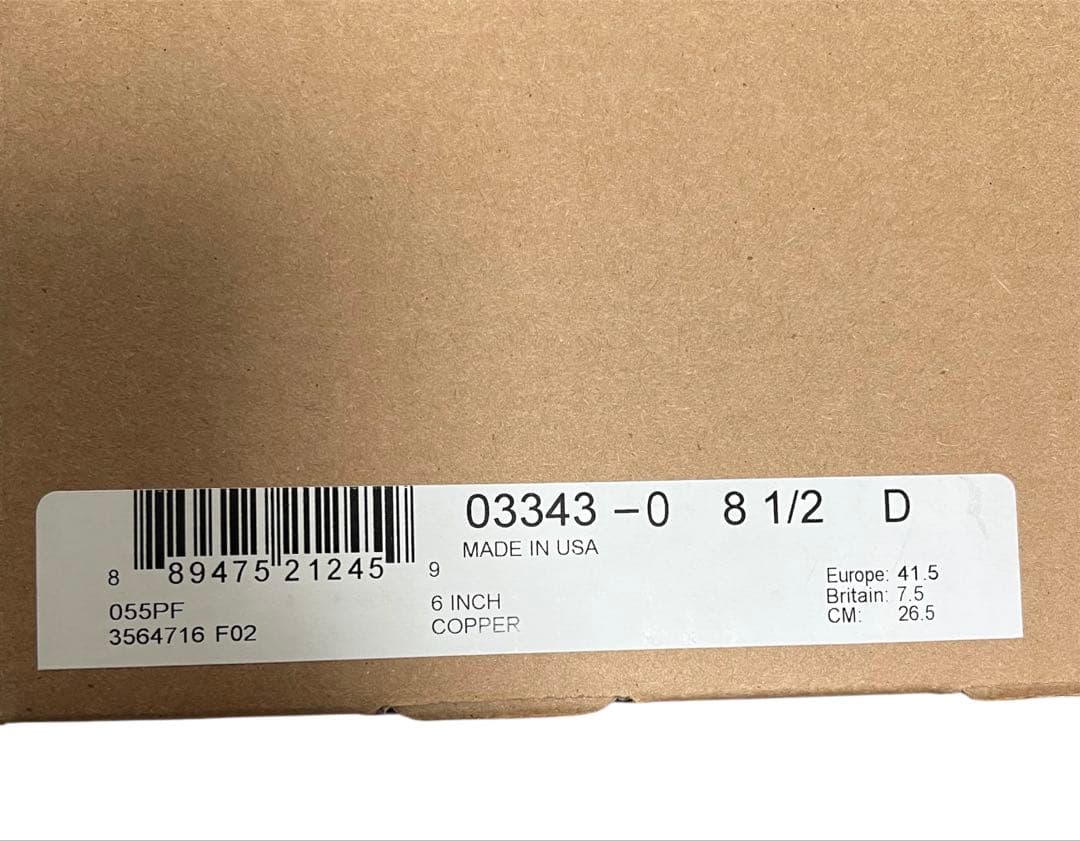 03343 – 0 8 1/2 D
MADE IN USA
8 89475 21245 9
055PF
3564716 F02
6 INCH
COPPER
Europe: 41.5
Britain: 7.5
CM: 26.5